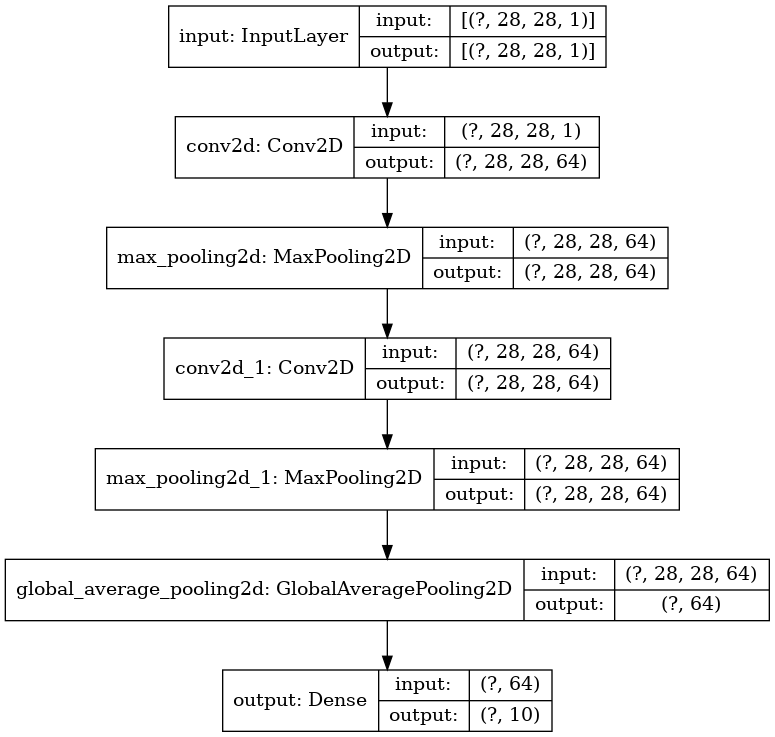 input: InputLayer input: [(?, 28, 28, 1)]
output: [(?, 28, 28, 1)]
conv2d: Conv2D input: (?, 28, 28, 1)
output: (?, 28, 28, 64)
max_pooling2d: MaxPooling2D input: (?, 28, 28, 64)
output: (?, 28, 28, 64)
conv2d_1: Conv2D input: (?, 28, 28, 64)
output: (?, 28, 28, 64)
max_pooling2d_1: MaxPooling2D input: (?, 28, 28, 64)
output: (?, 28, 28, 64)
global_average_pooling2d: GlobalAveragePooling2D input: (?, 28, 28, 64)
output: (?, 64)
output: Dense input: (?, 64)
output: (?, 10)